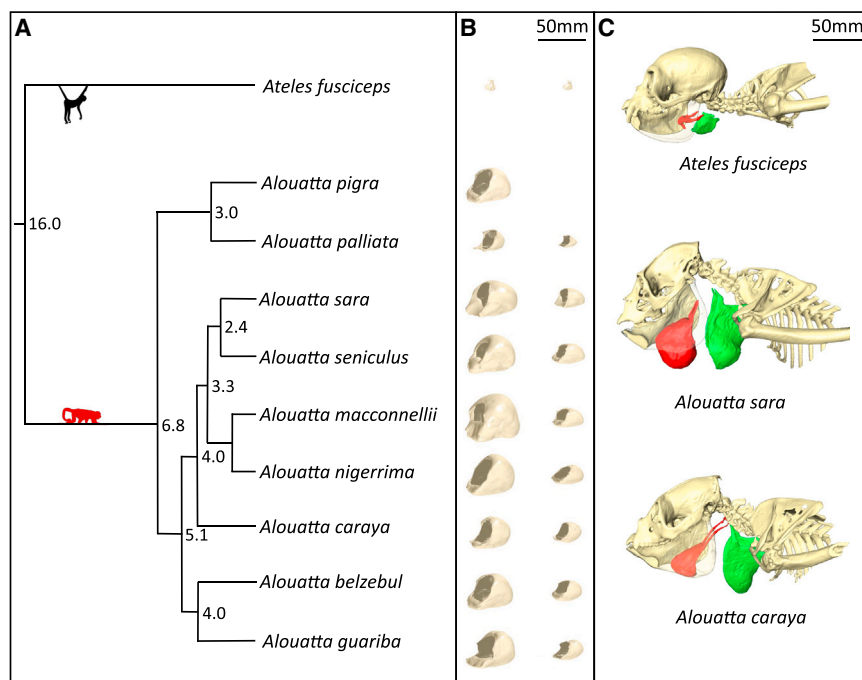 A
B
50mm
C
50mm
Ateles fusciceps
Ateles fusciceps
Alouatta pigra
3.0
16.0
Alouatta palliata
Alouatta sara
2.4
Alouatta seniculus
3.3
Alouatta sara
Alouatta macconnellii
6.8
4.0
Alouatta nigerrima
Alouatta caraya
5.1
Alouatta belzebul
4.0
Alouatta caraya
Alouatta guariba